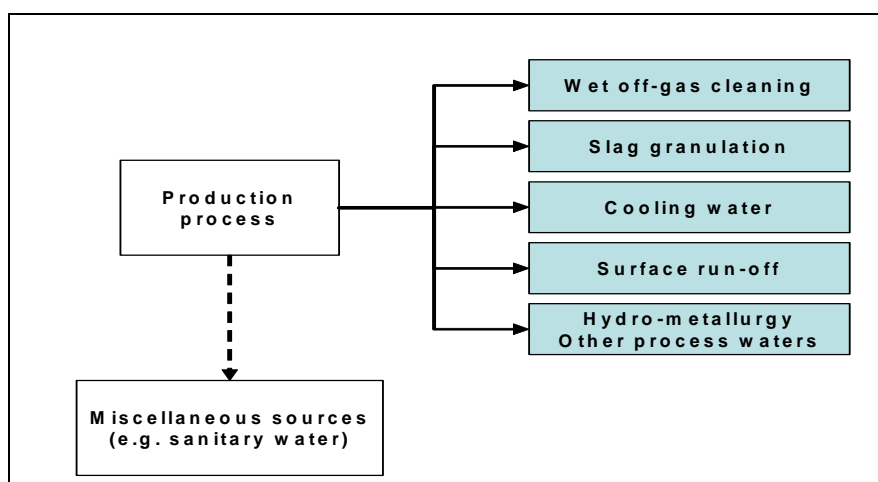 Wet off-gas cleaning
Slag granulation
Production
process
Cooling water
Surface run-off
Hydro-metallurgy
Other process waters
Miscellaneous sources
(e.g. sanitary water)